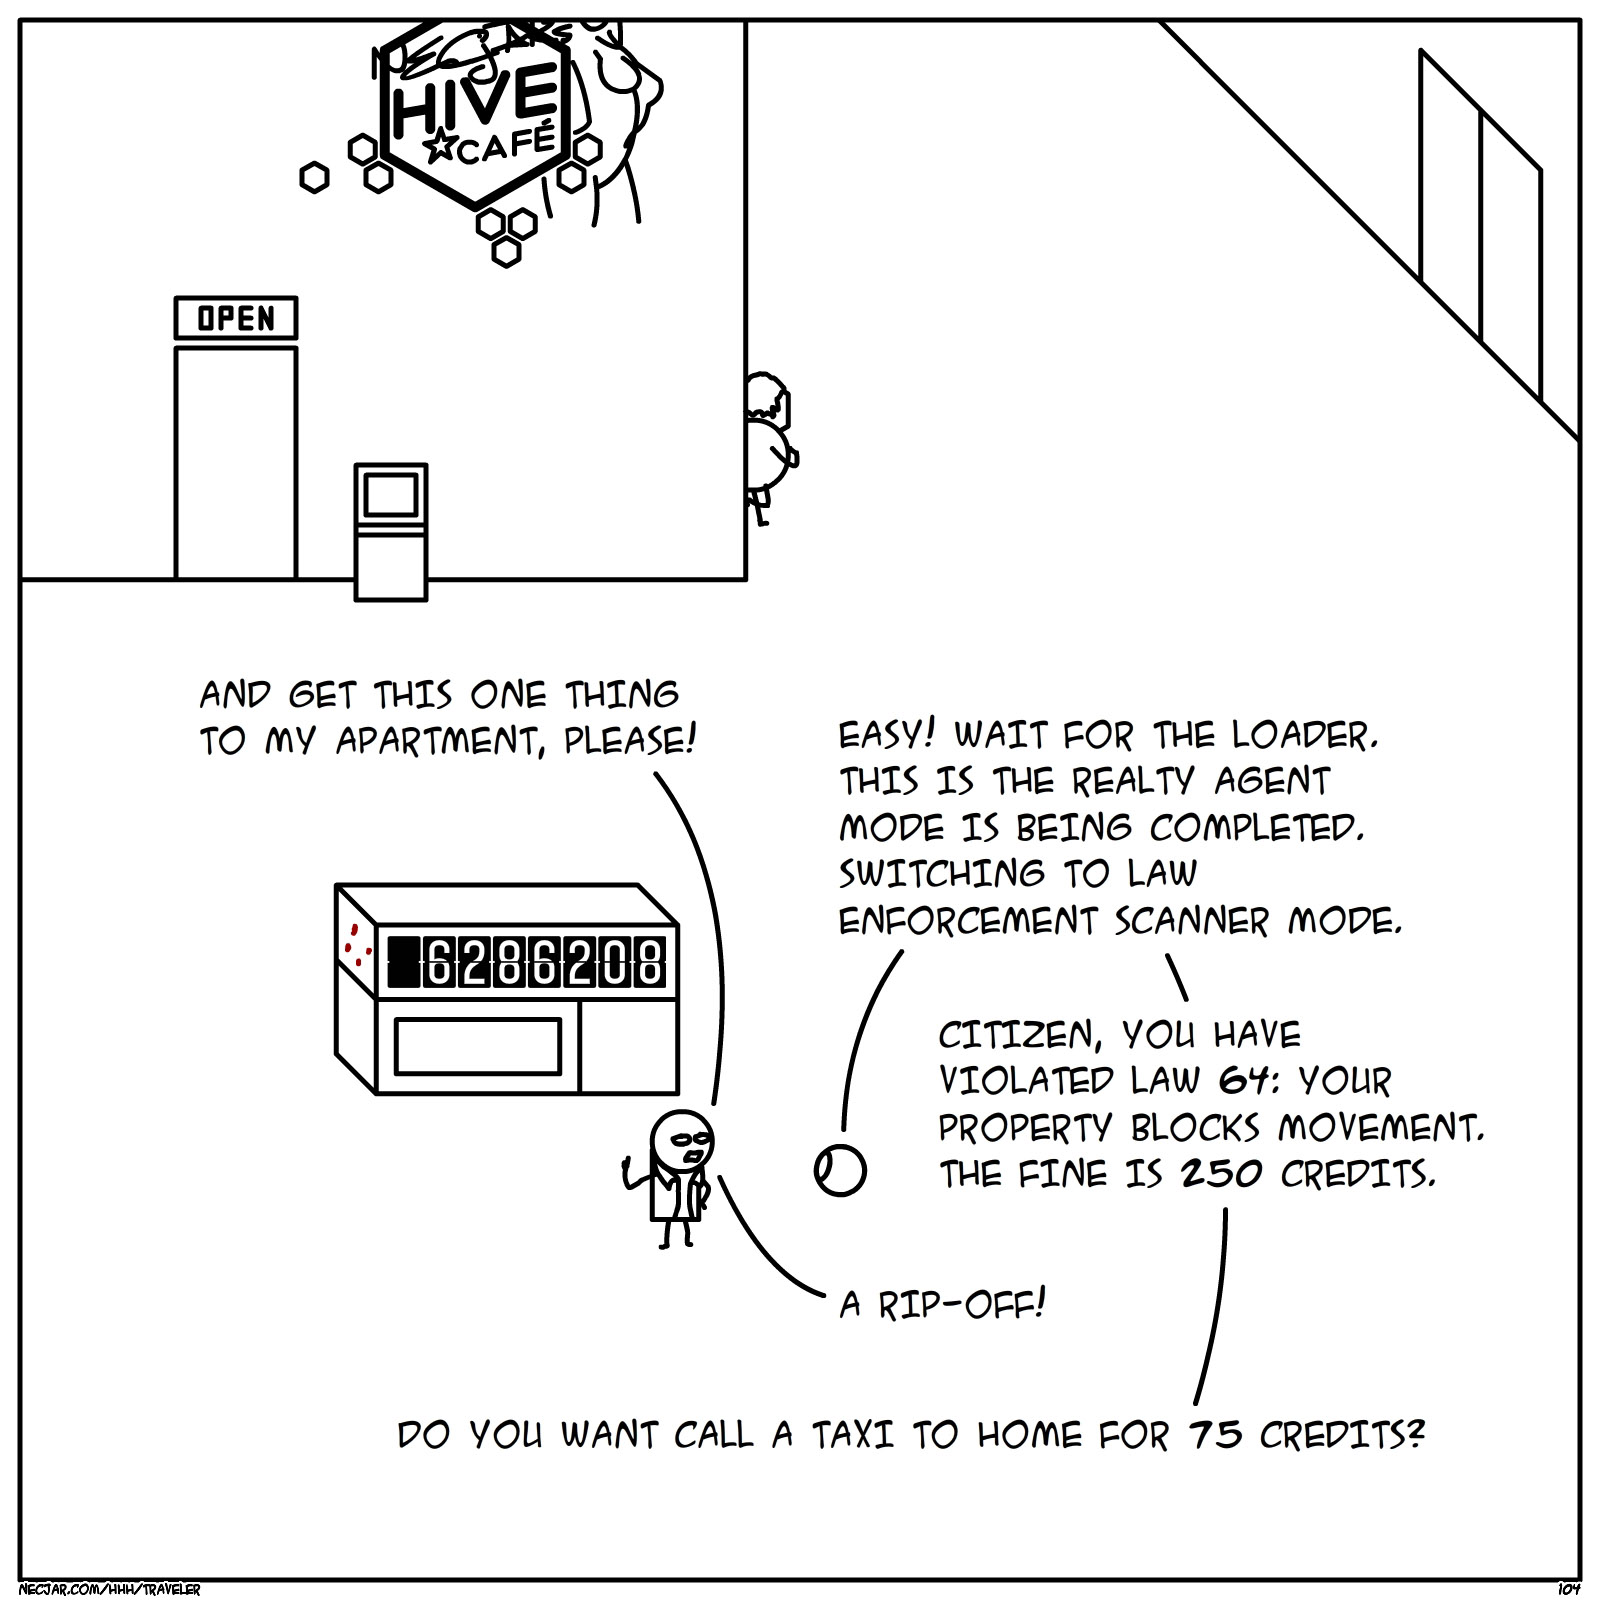 HIVE
CAFÉ
OPEN
AND GET THIS ONE THING
TO MY APARTMENT, PLEASE!
EASY! WAIT FOR THE LOADER.
THIS IS THE REALTY AGENT
MODE IS BEING COMPLETED.
SWITCHING TO LAW
ENFORCEMENT SCANNER MODE.
6286208
CITIZEN, YOU HAVE
VIOLATED LAW 64: YOUR
PROPERTY BLOCKS MOVEMENT.
THE FINE IS 250 CREDITS.
A RIP-OFF!
DO YOU WANT CALL A TAXI TO HOME FOR 75 CREDITS?
NECJAR.COM/HHH/TRAVELER
104